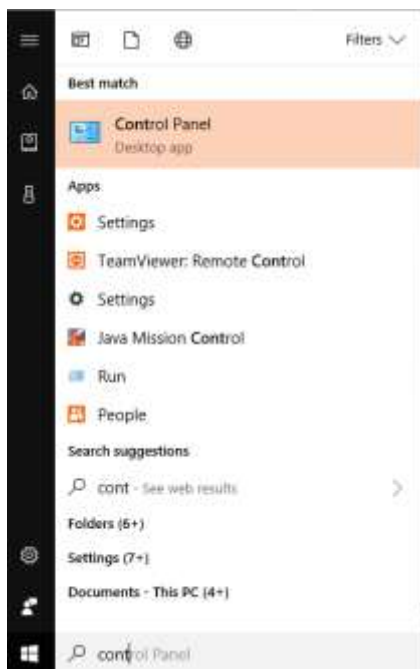 Filters
Best match
Control Panel
Desktop app
Apps
Settings
TeamViewer: Remote Control
Settings
Java Mission Control
Run
People
Search suggestions
cont - See web results
Folders (6+)
Settings (7+)
Documents - This PC (4+)
control Panel